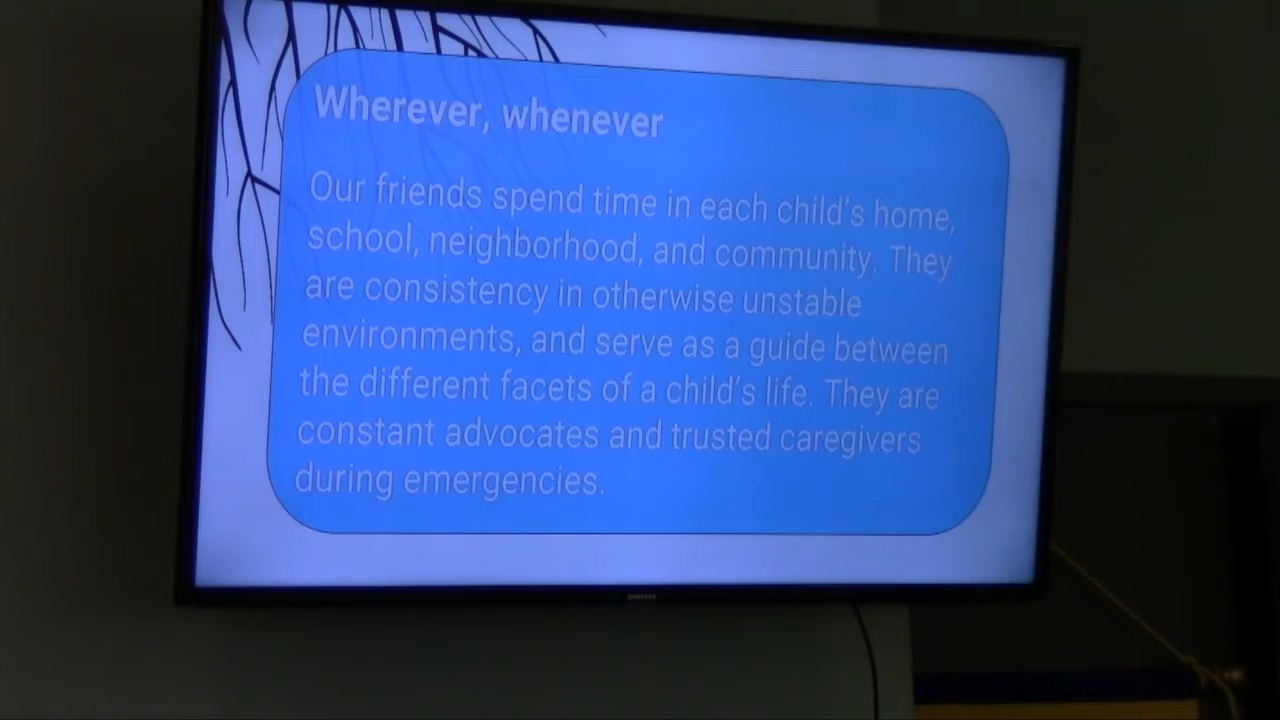 Wherever, whenever
Our friends spend time in each child's home,
school, neighborhood, and community. They
are consistency in otherwise unstable
environments, and serve as a guide between
the different facets of a child's life. They are
constant advocates and trusted caregivers
during emergencies.
SAMSUNG